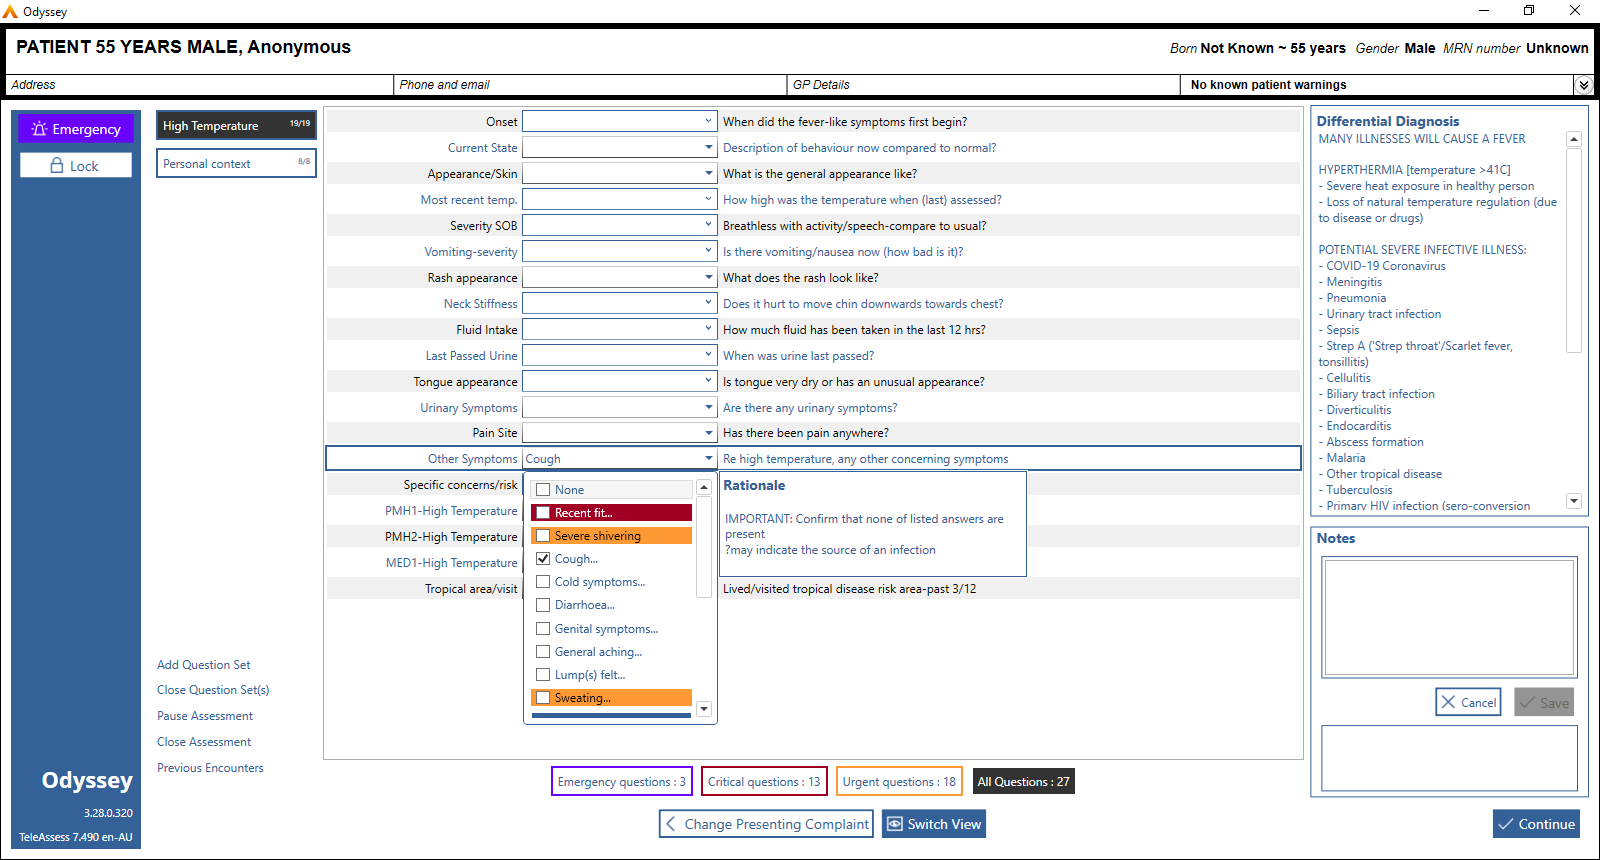 Odyssey
PATIENT 55 YEARS MALE, Anonymous
Born Not Known ~ 55 years Gender Male MRN number Unknown
Address
Phone and email
GP Details
No known patient warnings
Emergency
Lock
High Temperature 19/19
Personal context 8/8
Onset When did the fever-like symptoms first begin?
Current State Description of behaviour now compared to normal?
Appearance/Skin What is the general appearance like?
Most recent temp. How high was the temperature when (last) assessed?
Severity SOB Breathless with activity/speech-compare to usual?
Vomiting-severity Is there vomiting/nausea now (how bad is it)?
Rash appearance What does the rash look like?
Neck Stiffness Does it hurt to move chin downwards towards chest?
Fluid Intake How much fluid has been taken in the last 12 hrs?
Last Passed Urine When was urine last passed?
Tongue appearance Is tongue very dry or has an unusual appearance?
Urinary Symptoms Are there any urinary symptoms?
Pain Site Has there been pain anywhere?
Other Symptoms Cough Re high temperature, any other concerning symptoms
Specific concerns/risk
PMH1-High Temperature
PMH2-High Temperature
MED1-High Temperature
Tropical area/visit Lived/visited tropical disease risk area-past 3/12
None
Recent fit...
Severe shivering
Cough...
Cold symptoms...
Diarrhoea...
Genital symptoms...
General aching...
Lump(s) felt...
Sweating...
Rationale
IMPORTANT: Confirm that none of listed answers are
present
?may indicate the source of an infection
Differential Diagnosis
MANY ILLNESSES WILL CAUSE A FEVER
HYPERTHERMIA [temperature >41C]
- Severe heat exposure in healthy person
- Loss of natural temperature regulation (due
to disease or drugs)
POTENTIAL SEVERE INFECTIVE ILLNESS:
- COVID-19 Coronavirus
- Meningitis
- Pneumonia
- Urinary tract infection
- Sepsis
- Strep A ('Strep throat'/Scarlet fever,
tonsillitis)
- Cellulitis
- Biliary tract infection
- Diverticulitis
- Endocarditis
- Abscess formation
- Malaria
- Other tropical disease
- Tuberculosis
- Primary HIV infection (sero-conversion
Notes
Cancel
Save
Add Question Set
Close Question Set(s)
Pause Assessment
Close Assessment
Previous Encounters
Odyssey
3.28.0.320
TeleAssess 7.490 en-AU
Emergency questions : 3
Critical questions : 13
Urgent questions : 18
All Questions : 27
Change Presenting Complaint
Switch View
Continue